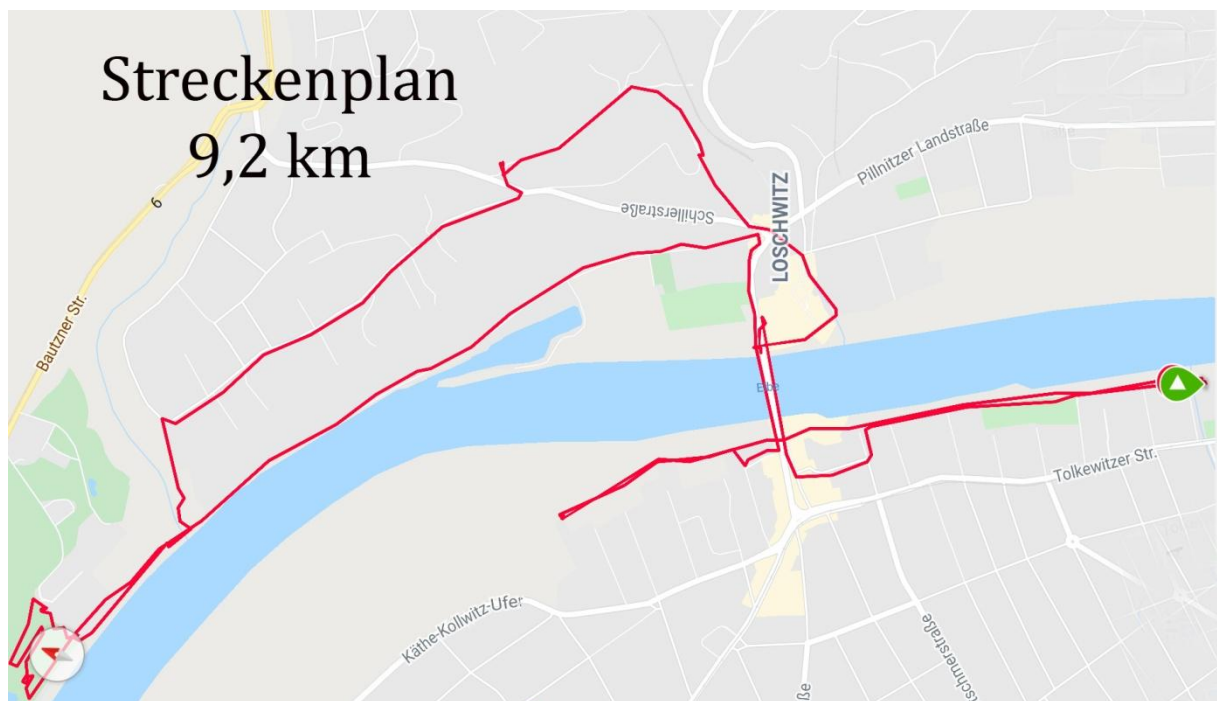 Streckenplan
9,2 km
Pillnitzer Landstraße
6
Schillerstraße
LOSCHWITZ
Bautzner Str.
Elbe
Tolkewitzer Str.
Käthe-Kollwitz-Ufer